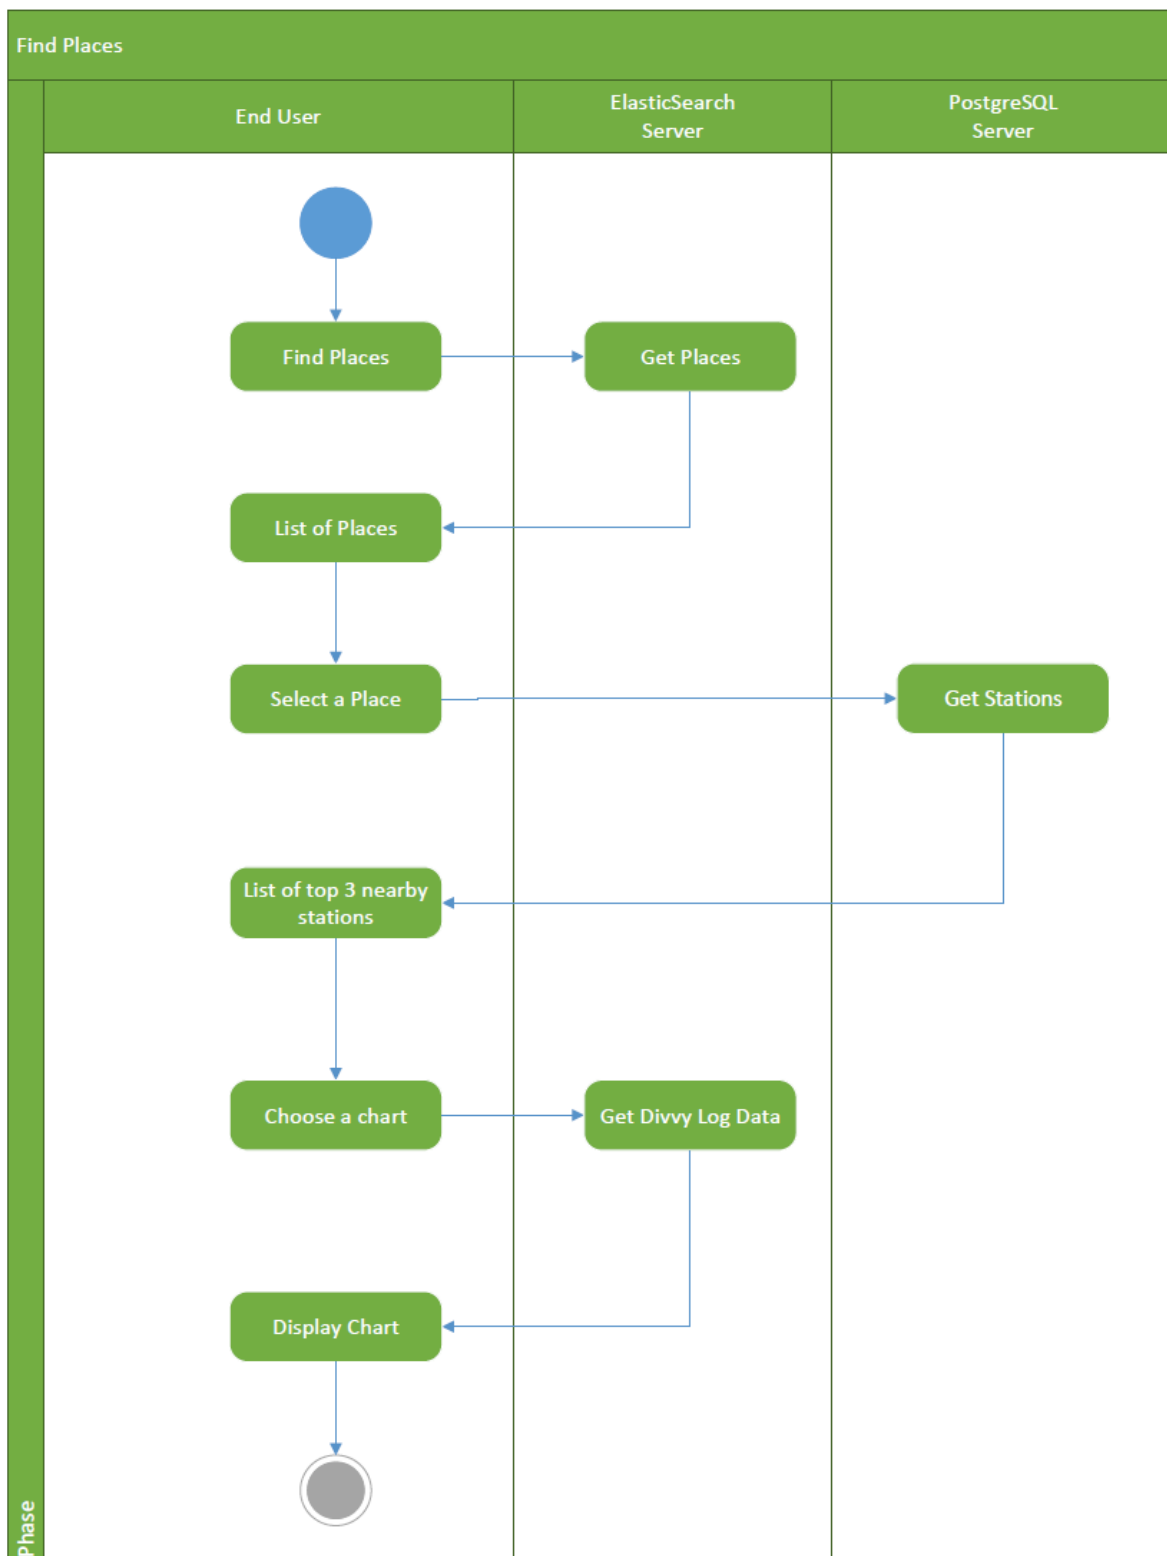 Find Places
End User
ElasticSearch
Server
PostgreSQL
Server
Find Places
Get Places
List of Places
Select a Place
Get Stations
List of top 3 nearby
stations
Choose a chart
Get Divvy Log Data
Display Chart
Phase